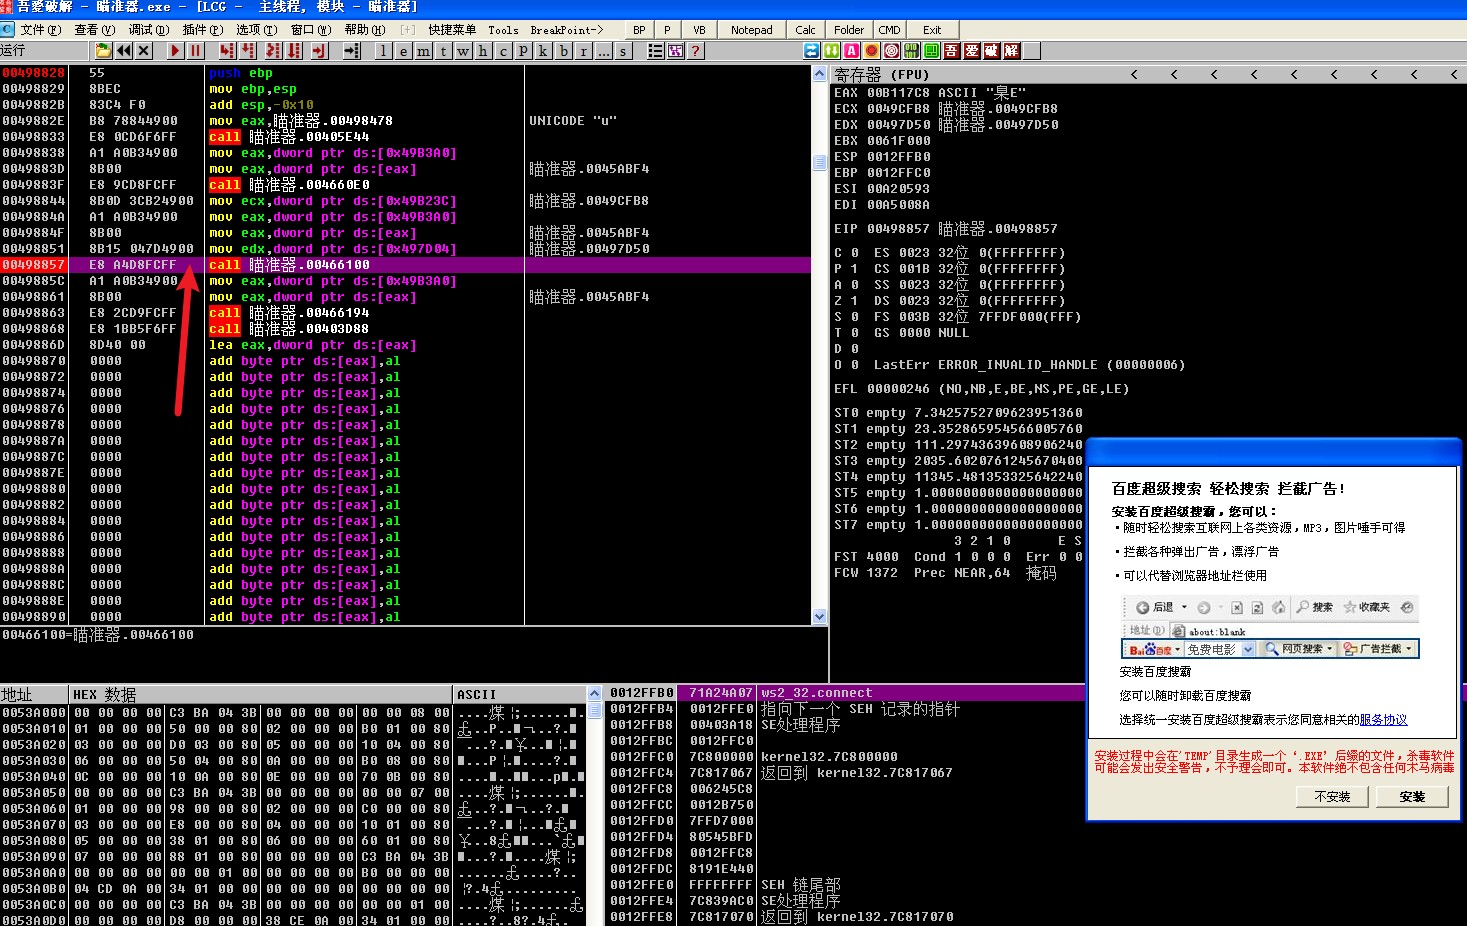 吾爱破解 - 瞄准器.exe - [LCG -  主线程, 模块 - 瞄准器]
文件(F) 查看(V) 调试(D) 插件(P) 选项(T) 窗口(W) 帮助(H) [+] 快捷菜单 Tools BreakPoint-> BP P VB Notepad Calc Folder CMD Exit
运行 l e m t w h c p k b r ... s ? 吾 爱 破 解
00498828 55 push ebp
00498829 8BEC mov ebp,esp
0049882B 83C4 F0 add esp,-0x10
0049882E B8 78844900 mov eax,瞄准器.00498478 UNICODE "u"
00498833 E8 0CD6F6FF call 瞄准器.00405E44
00498838 A1 A0B34900 mov eax,dword ptr ds:[0x49B3A0]
0049883D 8B00 mov eax,dword ptr ds:[eax] 瞄准器.0045ABF4
0049883F E8 9CD8FCFF call 瞄准器.004660E0
00498844 8B0D 3CB24900 mov ecx,dword ptr ds:[0x49B23C] 瞄准器.0049CFB8
0049884A A1 A0B34900 mov eax,dword ptr ds:[0x49B3A0]
0049884F 8B00 mov eax,dword ptr ds:[eax] 瞄准器.0045ABF4
00498851 8B15 047D4900 mov edx,dword ptr ds:[0x497D04] 瞄准器.00497D50
00498857 E8 A4D8FCFF call 瞄准器.00466100
0049885C A1 A0B34900 mov eax,dword ptr ds:[0x49B3A0]
00498861 8B00 mov eax,dword ptr ds:[eax] 瞄准器.0045ABF4
00498863 E8 2CD9FCFF call 瞄准器.00466194
00498868 E8 1BB5F6FF call 瞄准器.00403D88
0049886D 8D40 00 lea eax,dword ptr ds:[eax]
00498870 0000 add byte ptr ds:[eax],al
00498872 0000 add byte ptr ds:[eax],al
00498874 0000 add byte ptr ds:[eax],al
00498876 0000 add byte ptr ds:[eax],al
00498878 0000 add byte ptr ds:[eax],al
0049887A 0000 add byte ptr ds:[eax],al
0049887C 0000 add byte ptr ds:[eax],al
0049887E 0000 add byte ptr ds:[eax],al
00498880 0000 add byte ptr ds:[eax],al
00498882 0000 add byte ptr ds:[eax],al
00498884 0000 add byte ptr ds:[eax],al
00498886 0000 add byte ptr ds:[eax],al
00498888 0000 add byte ptr ds:[eax],al
0049888A 0000 add byte ptr ds:[eax],al
0049888C 0000 add byte ptr ds:[eax],al
0049888E 0000 add byte ptr ds:[eax],al
00498890 0000 add byte ptr ds:[eax],al
00466100=瞄准器.00466100
寄存器 (FPU) < < < < < < < < <
EAX 00B117C8 ASCII "臬E"
ECX 0049CFB8 瞄准器.0049CFB8
EDX 00497D50 瞄准器.00497D50
EBX 0061F000
ESP 0012FFB0
EBP 0012FFC0
ESI 00A20593
EDI 00A5008A
EIP 00498857 瞄准器.00498857
C 0 ES 0023 32位 0(FFFFFFFF)
P 1 CS 001B 32位 0(FFFFFFFF)
A 0 SS 0023 32位 0(FFFFFFFF)
Z 1 DS 0023 32位 0(FFFFFFFF)
S 0 FS 003B 32位 7FFDF000(FFF)
T 0 GS 0000 NULL
D 0
O 0 LastErr ERROR_INVALID_HANDLE (00000006)
EFL 00000246 (NO,NB,E,BE,NS,PE,GE,LE)
ST0 empty 7.3425752709623951360
ST1 empty 23.352865954566005760
ST2 empty 111.29743639608906240
ST3 empty 2035.6020761245670400
ST4 empty 11345.481353325642240
ST5 empty 1.0000000000000000000
ST6 empty 1.0000000000000000000
ST7 empty 1.0000000000000000000
3 2 1 0 E S
FST 4000 Cond 1 0 0 0 Err 0 0
FCW 1372 Prec NEAR,64 掩码
百度超级搜索 轻松搜索 拦截广告!
安装百度超级搜霸,您可以:
·随时轻松搜索互联网上各类资源,MP3,图片唾手可得
·拦截各种弹出广告,漂浮广告
·可以代替浏览器地址栏使用
后退 搜索 收藏夹
地址(D) about:blank
Bai百度 免费电影 网页搜索 广告拦截
安装百度搜霸
您可以随时卸载百度搜霸
选择统一安装百度超级搜霸表示您同意相关的服务协议
安装过程中会在'TEMP'目录生成一个‘.EXE’后缀的文件,杀毒软件
可能会发出安全警告,不予理会即可。本软件绝不包含任何木马病毒
不安装 安装
地址 HEX 数据 ASCII
0053A000 00 00 00 00 C3 BA 04 3B 00 00 00 00 00 00 08 00
0053A010 01 00 00 00 50 00 00 80 02 00 00 00 B0 01 00 80
0053A020 03 00 00 00 D0 03 00 80 05 00 00 00 10 04 00 80
0053A030 06 00 00 00 50 04 00 80 0A 00 00 00 B0 08 00 80
0053A040 0C 00 00 00 10 0A 00 80 0E 00 00 00 70 0B 00 80
0053A050 00 00 00 00 C3 BA 04 3B 00 00 00 00 00 00 07 00
0053A060 01 00 00 00 98 00 00 80 02 00 00 00 C0 00 00 80
0053A070 03 00 00 00 E8 00 00 80 04 00 00 00 10 01 00 80
0053A080 05 00 00 00 38 01 00 80 06 00 00 00 60 01 00 80
0053A090 07 00 00 00 88 01 00 80 00 00 00 00 C3 BA 04 3B
0053A0A0 00 00 00 00 00 00 01 00 00 00 00 00 B0 00 00 00
0053A0B0 04 CD 0A 00 34 01 00 00 00 00 00 00 00 00 00 00
0053A0C0 00 00 00 00 C3 BA 04 3B 00 00 00 00 00 00 01 00
0053A0D0 00 00 00 00 D8 00 00 00 38 CE 0A 00 34 01 00 00
0012FFB0 71A24A07 ws2_32.connect
0012FFB4 0012FFE0 指向下一个 SEH 记录的指针
0012FFB8 00403A18 SE处理程序
0012FFBC 0012FFC0
0012FFC0 7C800000 kernel32.7C800000
0012FFC4 7C817067 返回到 kernel32.7C817067
0012FFC8 006245C8
0012FFCC 0012B750
0012FFD0 7FFD7000
0012FFD4 80545BFD
0012FFD8 0012FFC8
0012FFDC 8191E440
0012FFE0 FFFFFFFF SEH 链尾部
0012FFE4 7C839AC0 SE处理程序
0012FFE8 7C817070 返回到 kernel32.7C817070